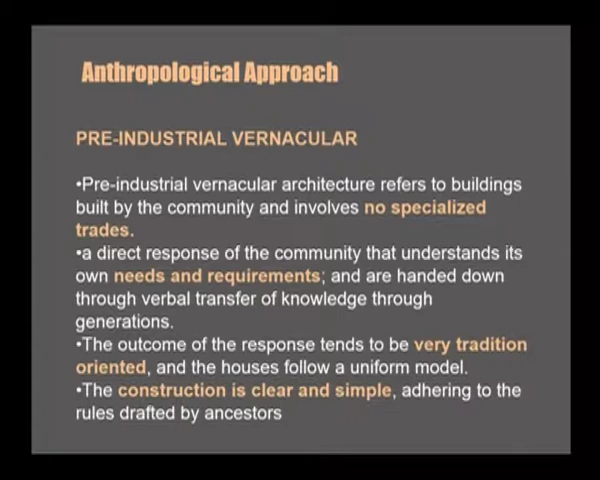 Anthropological Approach
PRE-INDUSTRIAL VERNACULAR
•Pre-industrial vernacular architecture refers to buildings
built by the community and involves no specialized
trades.
•a direct response of the community that understands its
own needs and requirements; and are handed down
through verbal transfer of knowledge through
generations.
•The outcome of the response tends to be very tradition
oriented, and the houses follow a uniform model.
•The construction is clear and simple, adhering to the
rules drafted by ancestors